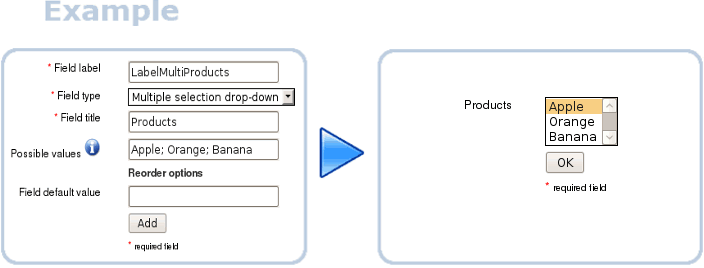 Example
* Field label LabelMultiProducts
* Field type Multiple selection drop-down
* Field title Products
Possible values i Apple; Orange; Banana
Reorder options
Field default value
Add
* required field
Products Apple
Orange
Banana
OK
* required field